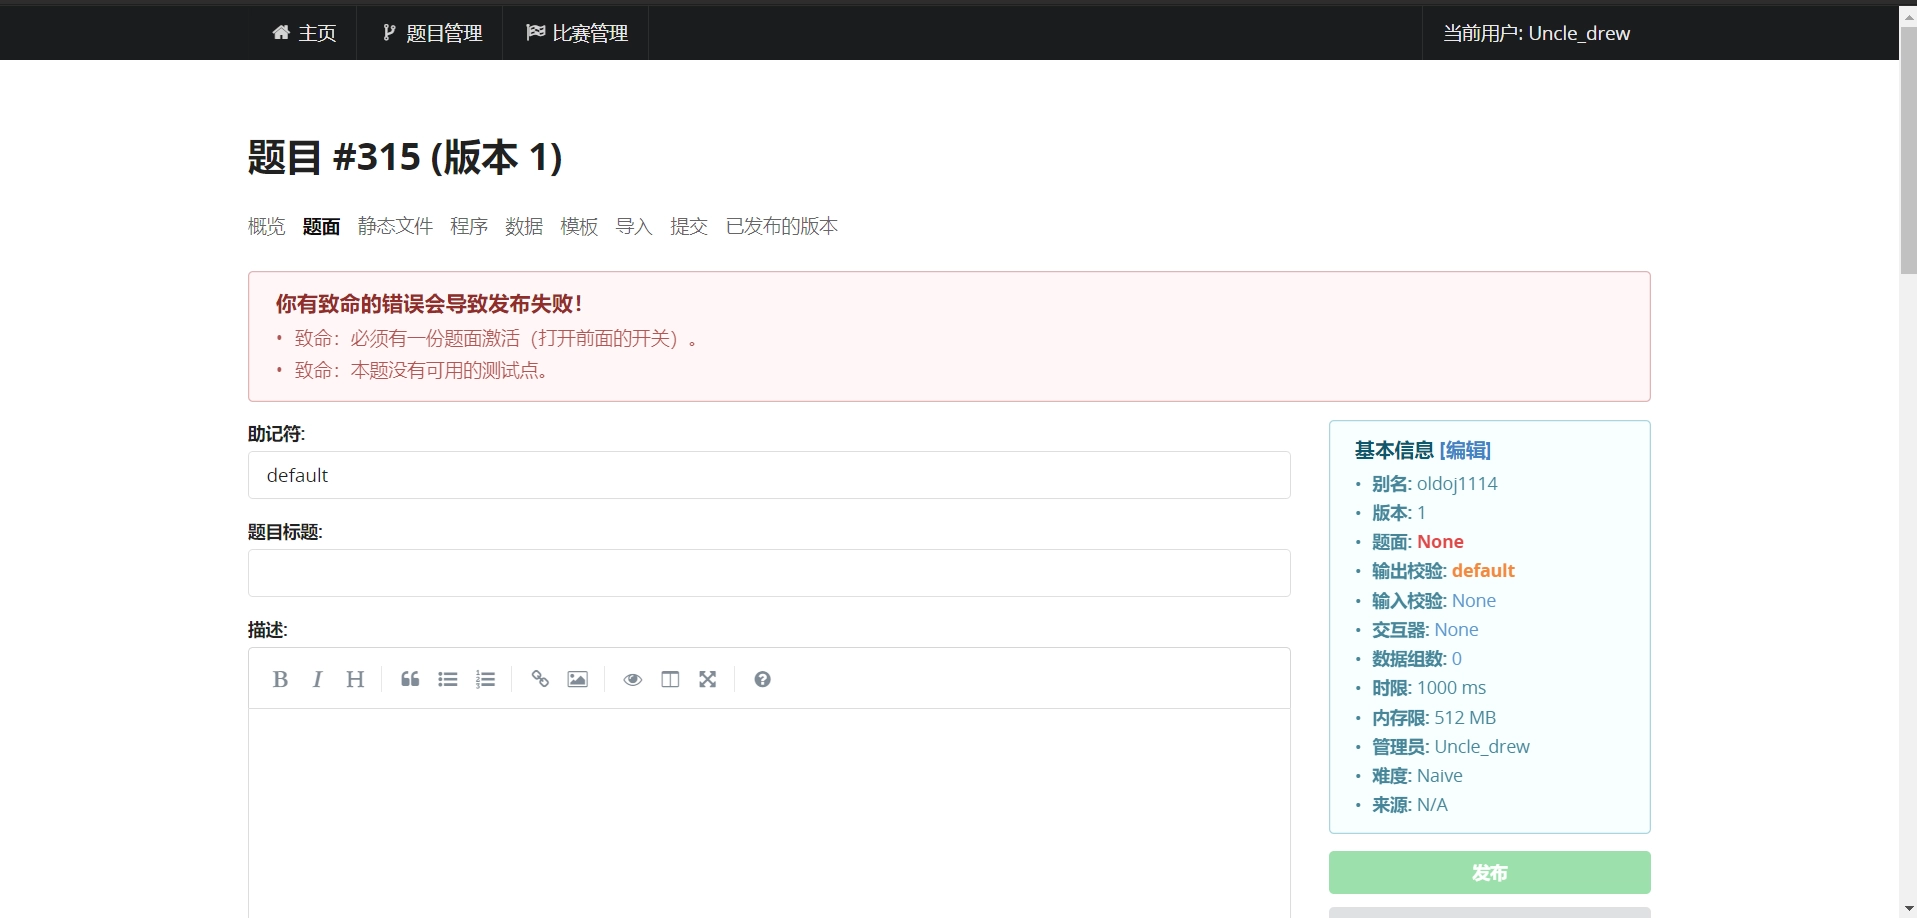 主页 题目管理 比赛管理 当前用户: Uncle_drew
题目 #315 (版本 1)
概览 题面 静态文件 程序 数据 模板 导入 提交 已发布的版本
你有致命的错误会导致发布失败！
• 致命：必须有一份题面激活（打开前面的开关）。
• 致命：本题没有可用的测试点。
助记符:
default
题目标题:
描述:
B I H
基本信息 [编辑]
• 别名: oldoj1114
• 版本: 1
• 题面: None
• 输出校验: default
• 输入校验: None
• 交互器: None
• 数据组数: 0
• 时限: 1000 ms
• 内存限: 512 MB
• 管理员: Uncle_drew
• 难度: Naive
• 来源: N/A
发布